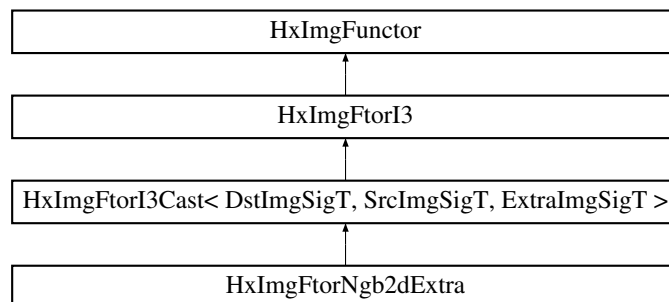 HxImgFunctor
HxImgFtorI3
HxImgFtorI3Cast< DstImgSigT, SrcImgSigT, ExtraImgSigT >
HxImgFtorNgb2dExtra